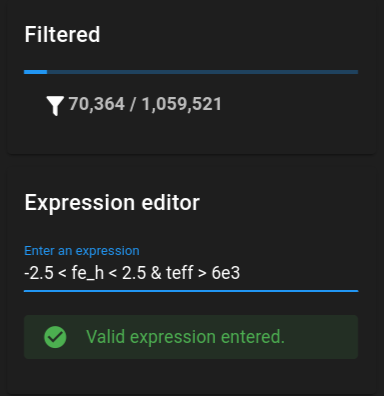 Filtered
70,364 / 1,059,521
Expression editor
Enter an expression
-2.5 < fe_h < 2.5 & teff > 6e3
Valid expression entered.